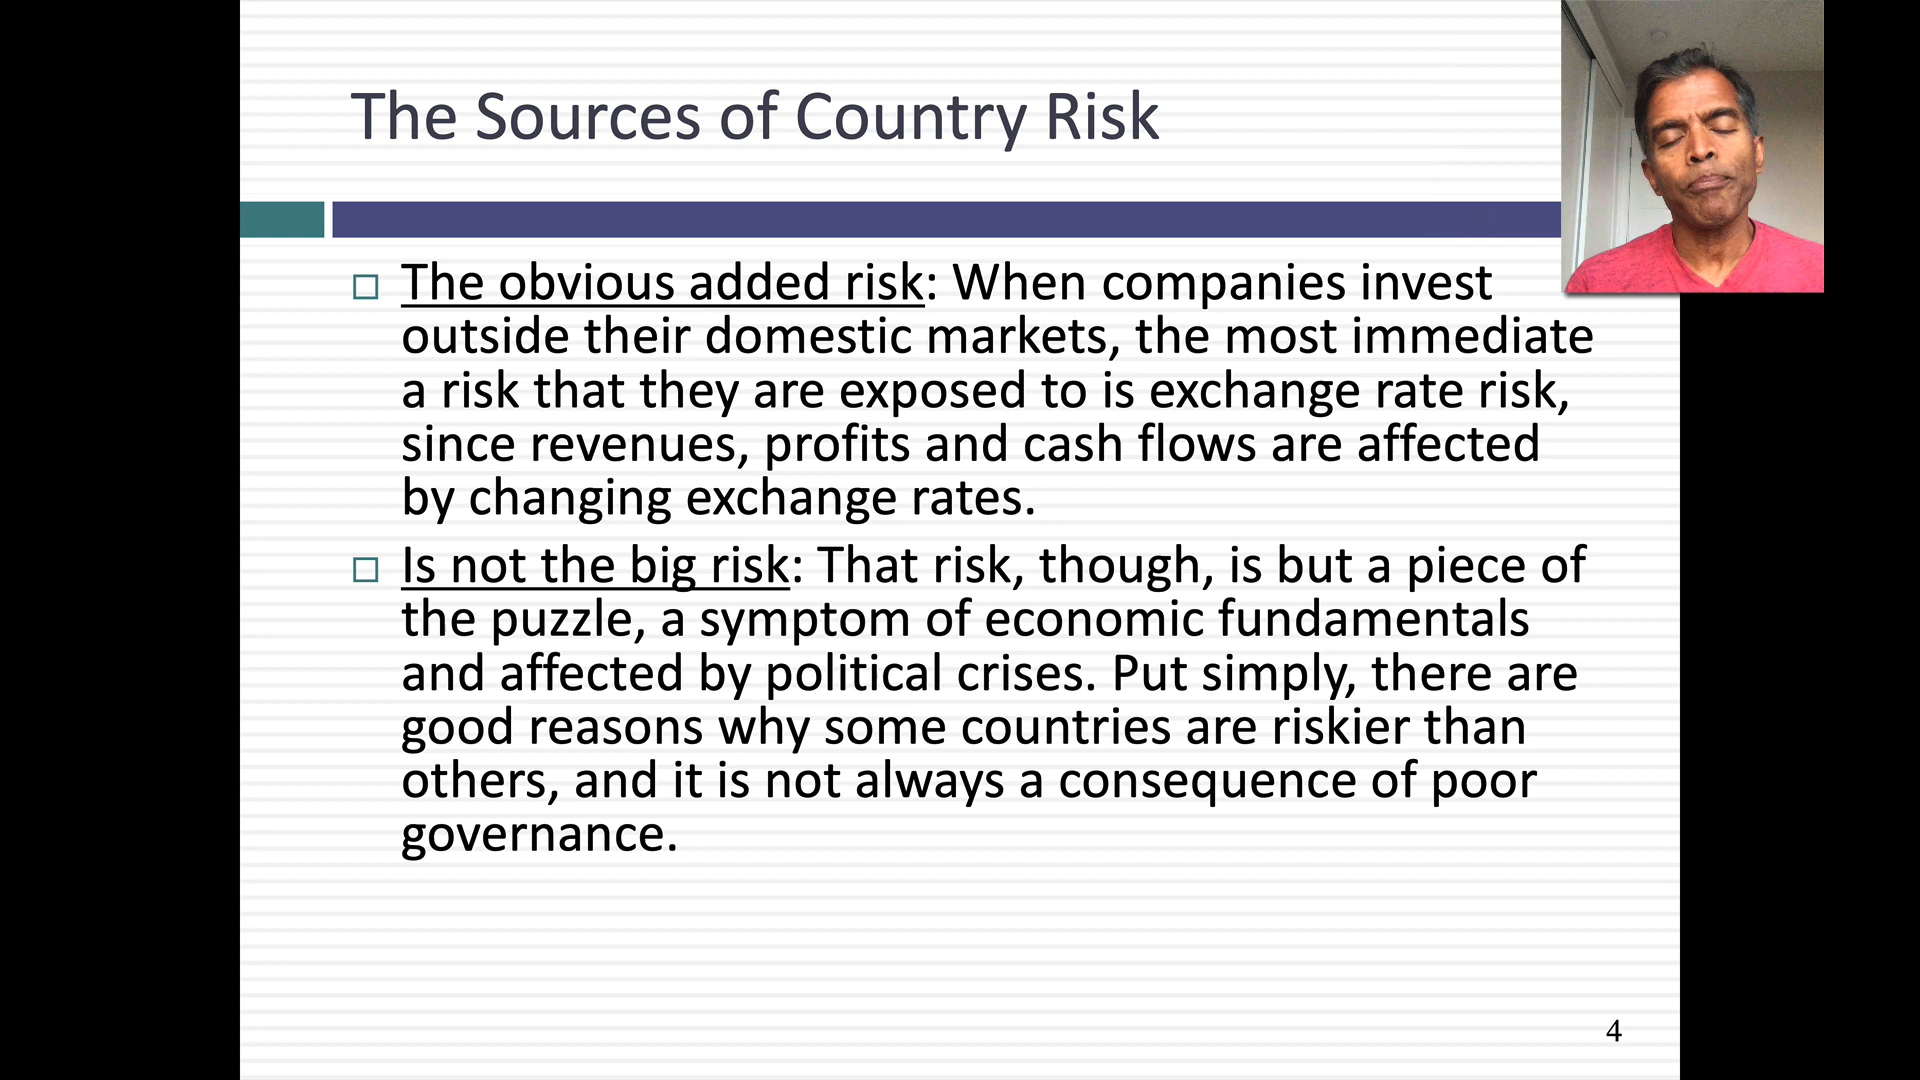 The Sources of Country Risk
The obvious added risk: When companies invest
outside their domestic markets, the most immediate
a risk that they are exposed to is exchange rate risk,
since revenues, profits and cash flows are affected
by changing exchange rates.
Is not the big risk: That risk, though, is but a piece of
the puzzle, a symptom of economic fundamentals
and affected by political crises. Put simply, there are
good reasons why some countries are riskier than
others, and it is not always a consequence of poor
governance.
4